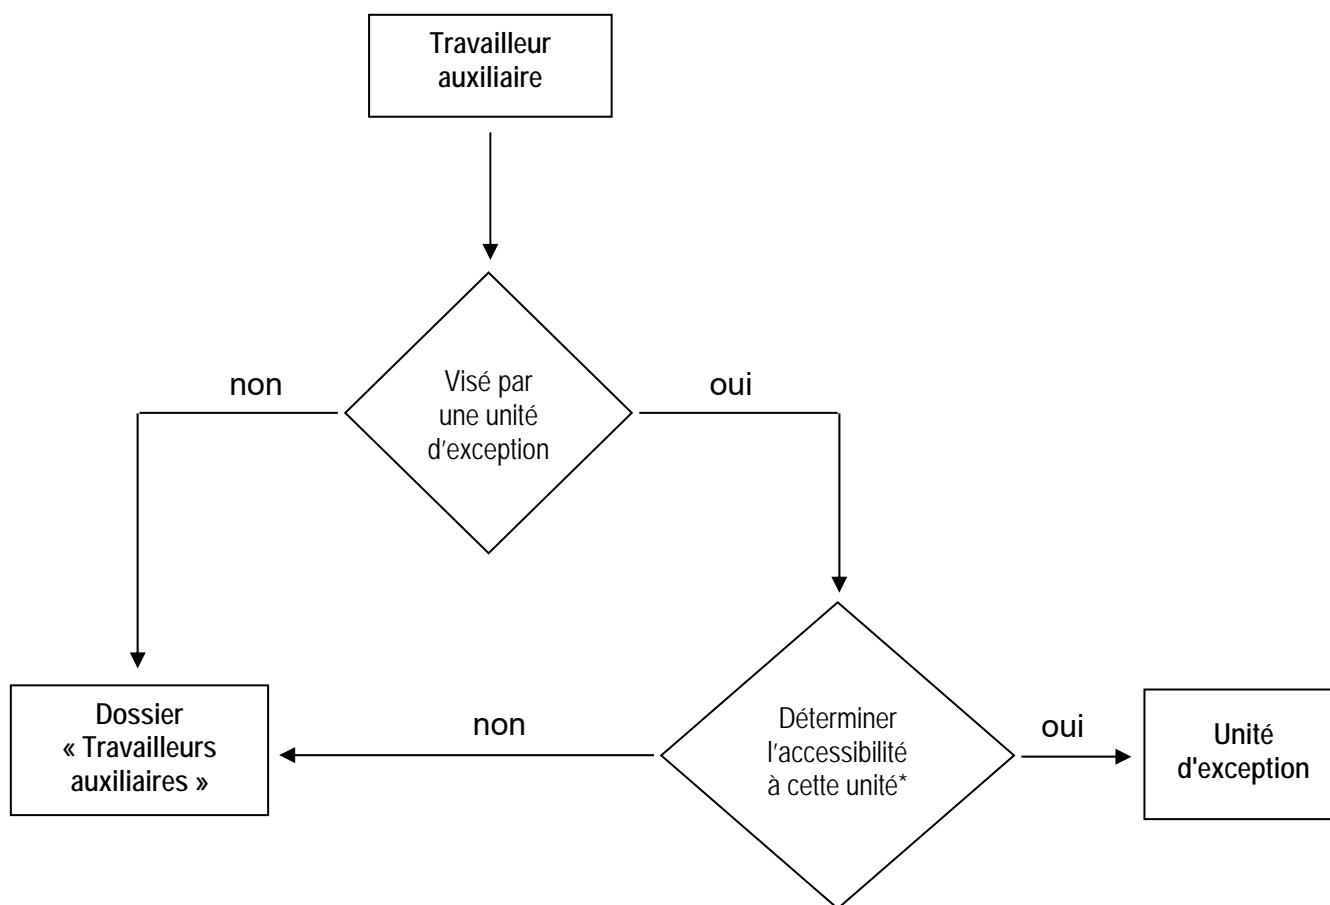 Travailleur
auxiliaire
non
oui
Visé par
une unité
d'exception
Dossier
« Travailleurs
auxiliaires »
non
Déterminer
l'accessibilité
à cette unité*
oui
Unité
d'exception